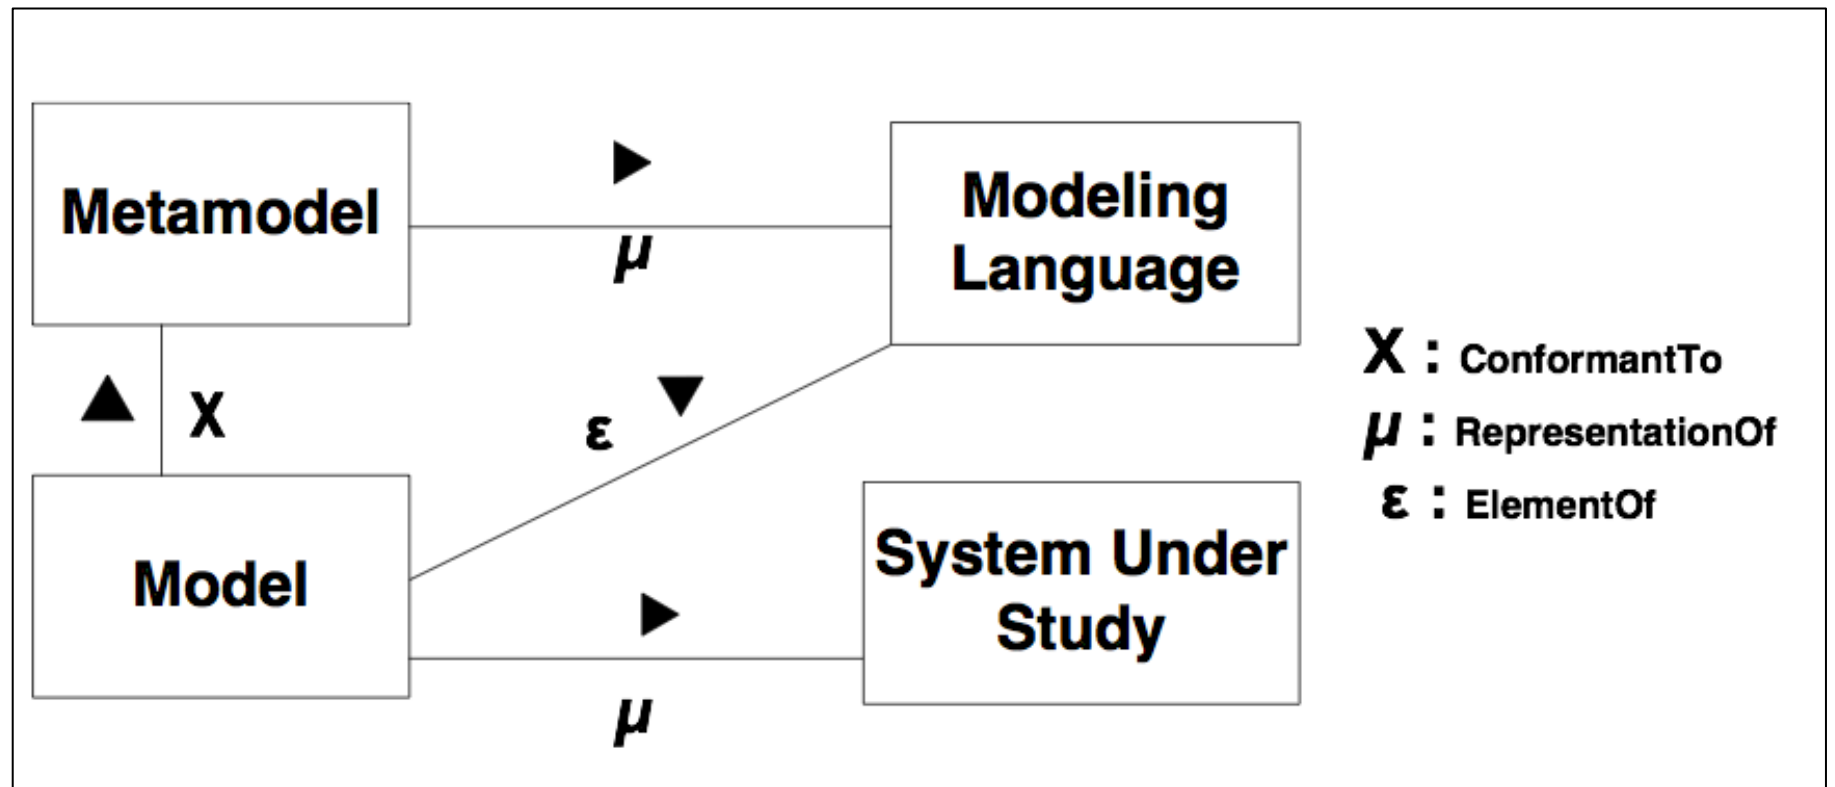 Metamodel
μ
Modeling
Language
X
ε
Model
μ
System Under
Study
X : ConformantTo
μ : RepresentationOf
ε : ElementOf